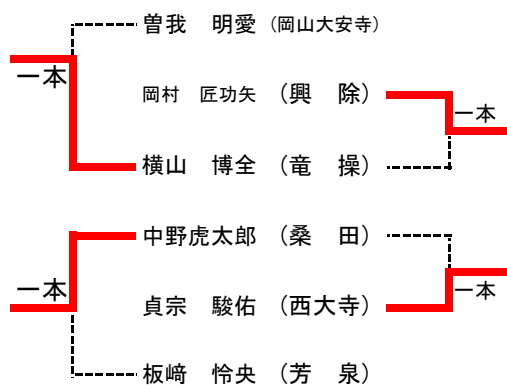 曽我　明愛（岡山大安寺）
一本
岡村　匠功矢（興　除）
一本
横山　博全（竜　操）
中野虎太郎（桑　田）
一本
貞宗　駿佑（西大寺）
一本
板﨑　怜央（芳　泉）